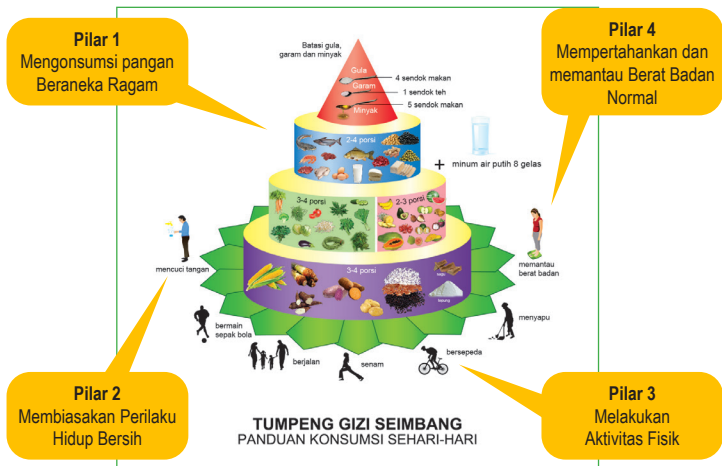 Pilar 1
Mengonsumsi pangan
Beraneka Ragam
Pilar 4
Mempertahankan dan
memantau Berat Badan
Normal
Batasi gula,
garam dan minyak
Gula
4 sendok makan
Garam
1 sendok teh
5 sendok makan
Minyak
2-4 porsi
+ minum air putih 8 gelas
3-4 porsi
2-3 porsi
mencuci tangan
memantau
berat badan
3-4 porsi
menyapu
bermain
sepak bola
berjalan
senam
bersepeda
Pilar 2
Membiasakan Perilaku
Hidup Bersih
Pilar 3
Melakukan
Aktivitas Fisik
TUMPENG GIZI SEIMBANG
PANDUAN KONSUMSI SEHARI-HARI